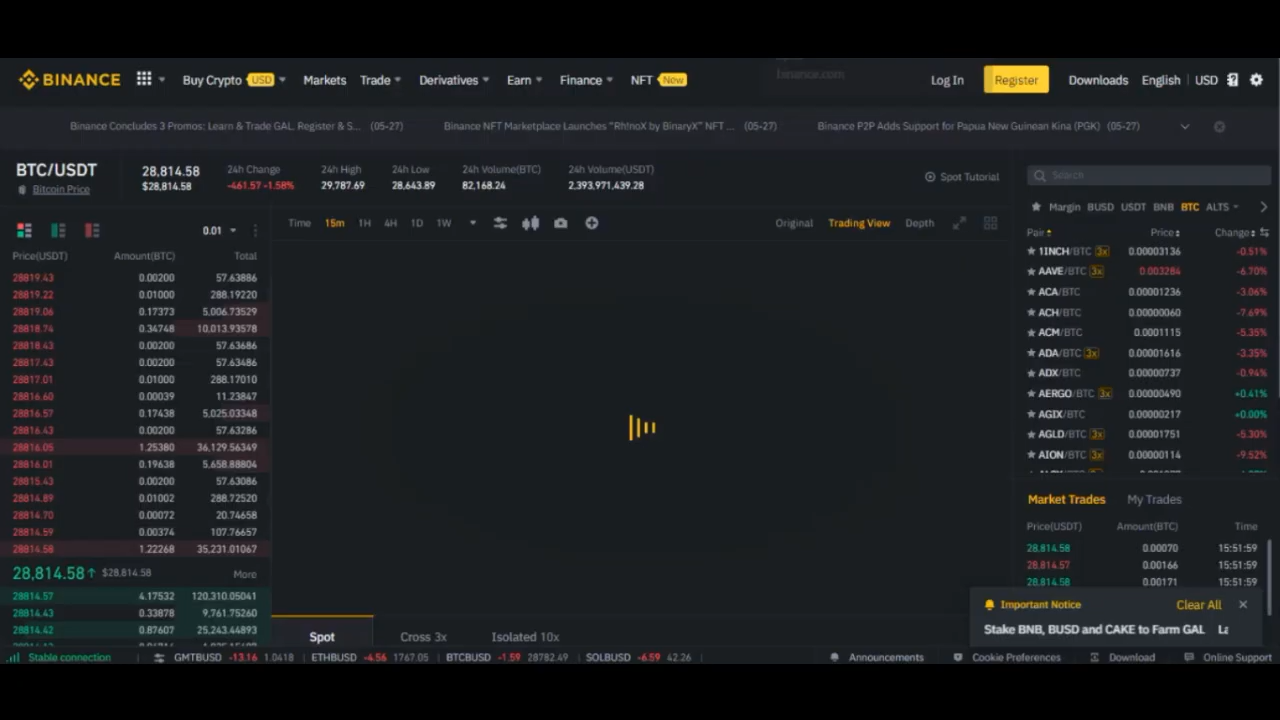 BINANCE Buy Crypto USD Markets Trade Derivatives Earn Finance NFT New binance.com Log In Register Downloads English | USD
Binance Concludes 3 Promos: Learn & Trade GAL, Register & S... (05-27) Binance NFT Marketplace Launches "RhinoX by BinaryX" NFT ... (05-27) Binance P2P Adds Support for Papua New Guinean Kina (PGK) (05-27)
BTC/USDT 28,814.58 24h Change 24h High 24h Low 24h Volume(BTC) 24h Volume(USDT)
Bitcoin Price $28,814.58 -461.57 -1.58% 29,787.69 28,643.89 82,168.24 2,393,971,439.28
Spot Tutorial
Search
0.01
Price(USDT) Amount(BTC) Total
28819.43 0.00200 57.63886
28819.22 0.01000 288.19220
28819.06 0.17373 5,006.73529
28818.74 0.34748 10,013.93578
28818.43 0.00200 57.63686
28817.43 0.00200 57.63486
28817.01 0.01000 288.17010
28816.60 0.00039 11.23847
28816.57 0.17438 5,025.03348
28816.43 0.00200 57.63286
28816.05 1.25380 36,129.56349
28816.01 0.19638 5,658.88804
28815.43 0.00200 57.63086
28814.89 0.01002 288.72520
28814.70 0.00072 20.74658
28814.59 0.00374 107.76657
28814.58 1.22268 35,231.01067
28,814.58↑ $28,814.58 More
28814.57 4.17532 120,310.05041
28814.43 0.33878 9,761.75260
28814.42 0.87607 25,243.44893
Time 15m 1H 4H 1D 1W Original Trading View Depth
Spot Cross 3x Isolated 10x
Margin BUSD USDT BNB BTC ALTS
Pair Price Change
1INCH/BTC 3x 0.00003136 -0.51%
AAVE/BTC 3x 0.003284 -6.70%
ACA/BTC 0.00001236 -3.06%
ACH/BTC 0.00000060 -7.69%
ACM/BTC 0.0001115 -5.35%
ADA/BTC 3x 0.00001616 -3.35%
ADX/BTC 0.00000737 -0.94%
AERGO/BTC 3x 0.00000490 +0.41%
AGIX/BTC 0.00000217 +0.00%
AGLD/BTC 3x 0.00001751 -5.30%
AION/BTC 3x 0.00000114 -9.52%
Market Trades My Trades
Price(USDT) Amount(BTC) Time
28,814.58 0.00070 15:51:59
28,814.57 0.00166 15:51:59
28,814.58 0.00171 15:51:59
Important Notice Clear All
Stake BNB, BUSD and CAKE to Farm GAL
Stable connection GMTBUSD -13.16 1.0418 ETHBUSD -4.56 1767.05 BTCBUSD -1.59 28782.49 SOLBUSD -6.59 42.26 Announcements Cookie Preferences Download Online Support